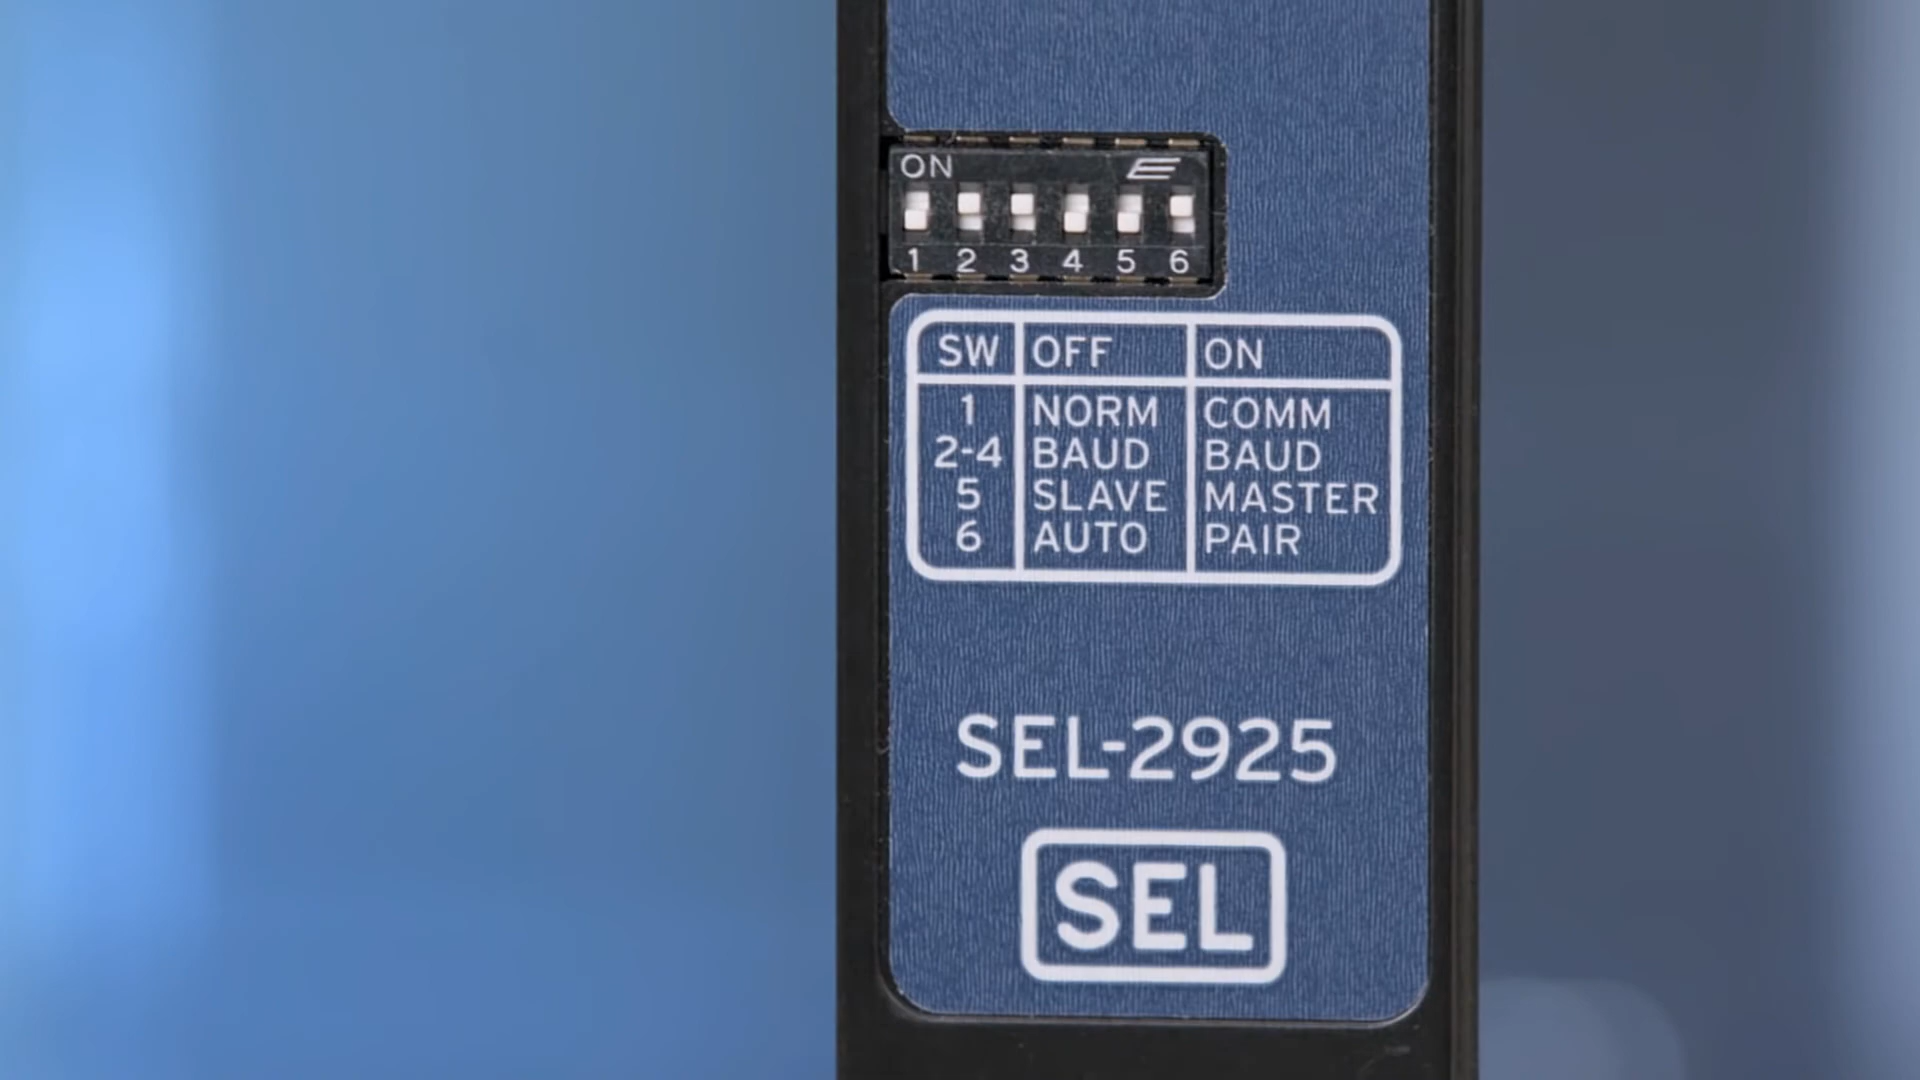 ON
1 2 3 4 5 6
SW OFF ON
1 NORM COMM
2-4 BAUD BAUD
5 SLAVE MASTER
6 AUTO PAIR
SEL-2925
SEL